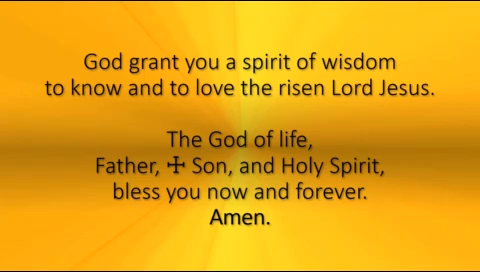 God grant you a spirit of wisdom
to know and to love the risen Lord Jesus.
The God of life,
Father, ☩ Son, and Holy Spirit,
bless you now and forever.
Amen.